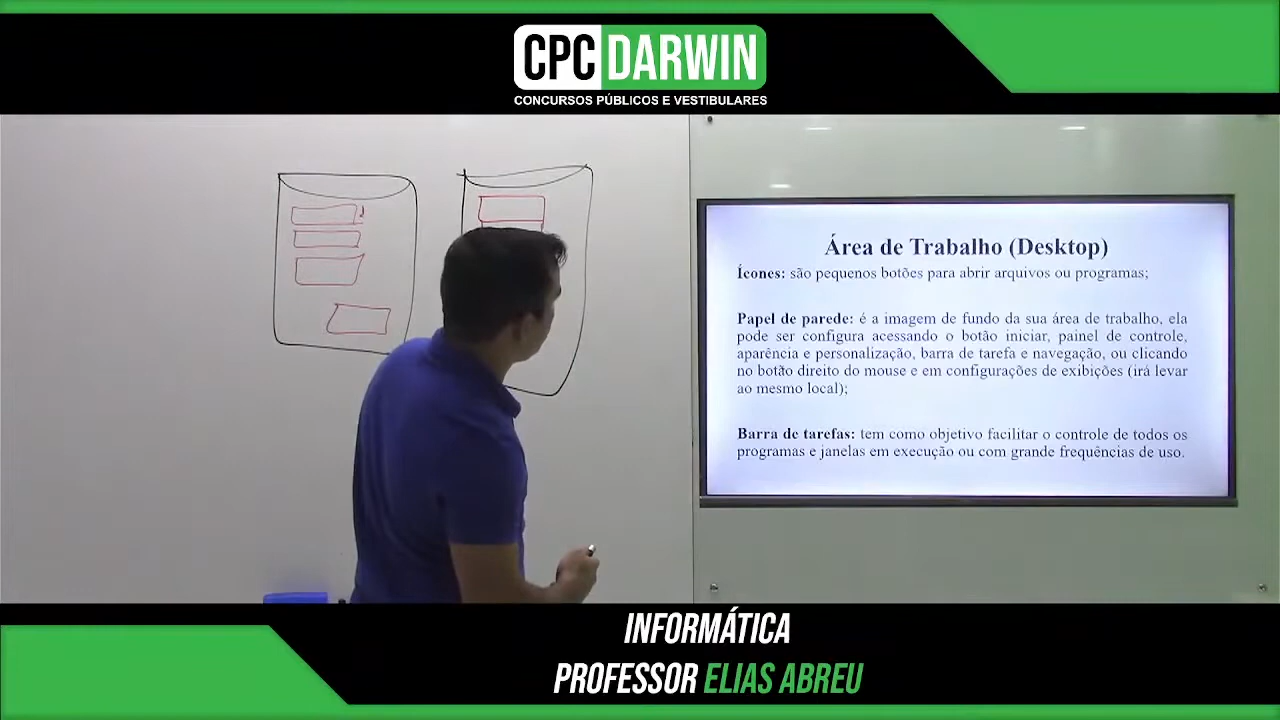 CPC DARWIN
CONCURSOS PÚBLICOS E VESTIBULARES
Área de Trabalho (Desktop)
Ícones: são pequenos botões para abrir arquivos ou programas;
Papel de parede: é a imagem de fundo da sua área de trabalho, ela
pode ser configura acessando o botão iniciar, painel de controle,
aparência e personalização, barra de tarefa e navegação, ou clicando
no botão direito do mouse e em configurações de exibições (irá levar
ao mesmo local);
Barra de tarefas: tem como objetivo facilitar o controle de todos os
programas e janelas em execução ou com grande frequências de uso.
INFORMÁTICA
PROFESSOR ELIAS ABREU